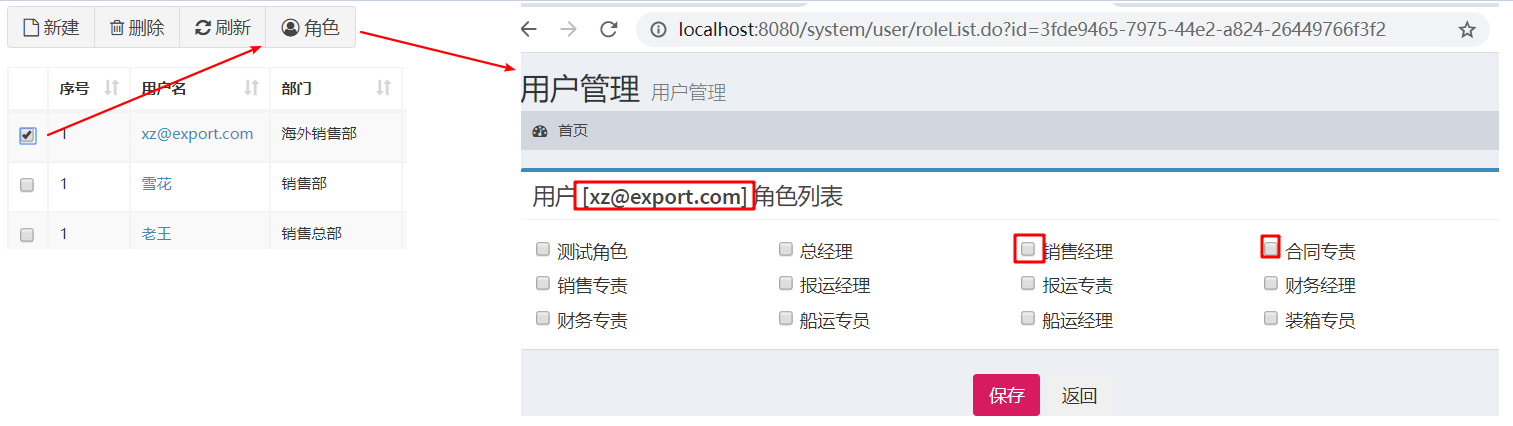 新建 删除 刷新 角色
序号 用户名 部门
1 xz@export.com 海外销售部
1 雪花 销售部
1 老王 销售总部
localhost:8080/system/user/roleList.do?id=3fde9465-7975-44e2-a824-26449766f3f2
用户管理 用户管理
首页
用户 [xz@export.com] 角色列表
测试角色 总经理 销售经理 合同专责
销售专责 报运经理 报运专责 财务经理
财务专责 船运专员 船运经理 装箱专员
保存 返回